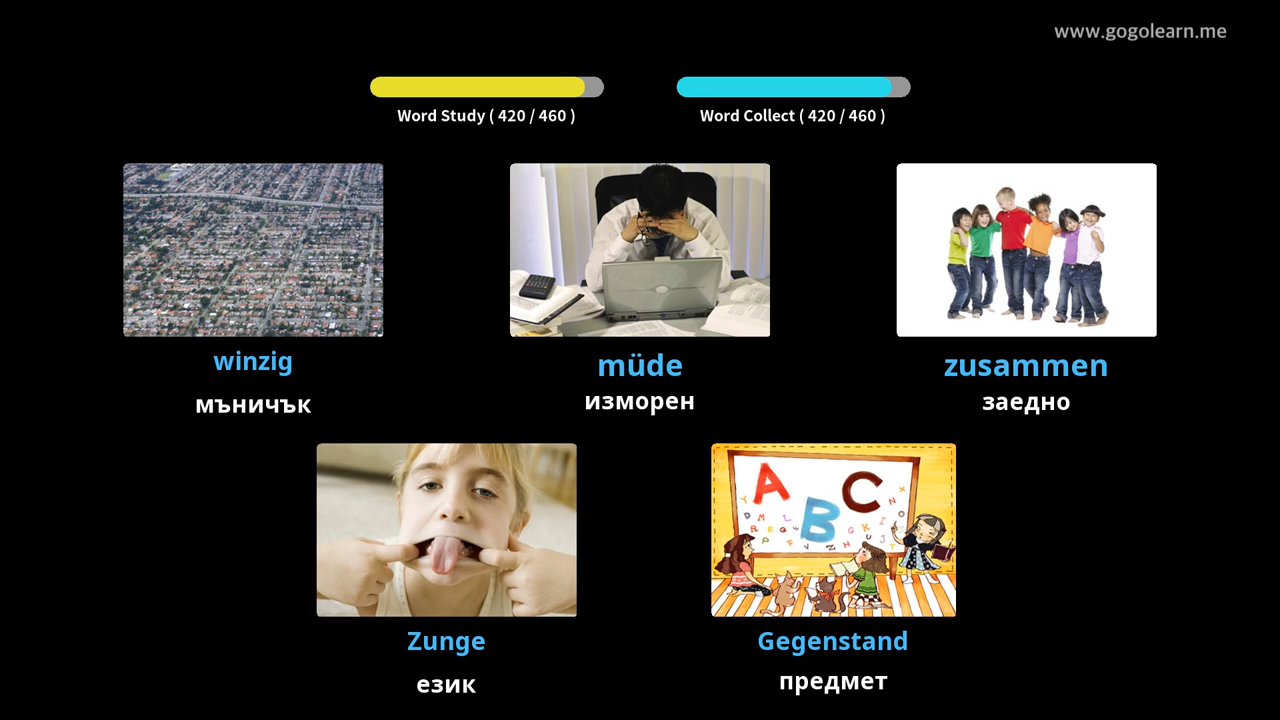 www.gogolearn.me
Word Study ( 420 / 460 )
Word Collect ( 420 / 460 )
winzig
мъничък
müde
изморен
zusammen
заедно
A B C
Zunge
език
Gegenstand
предмет